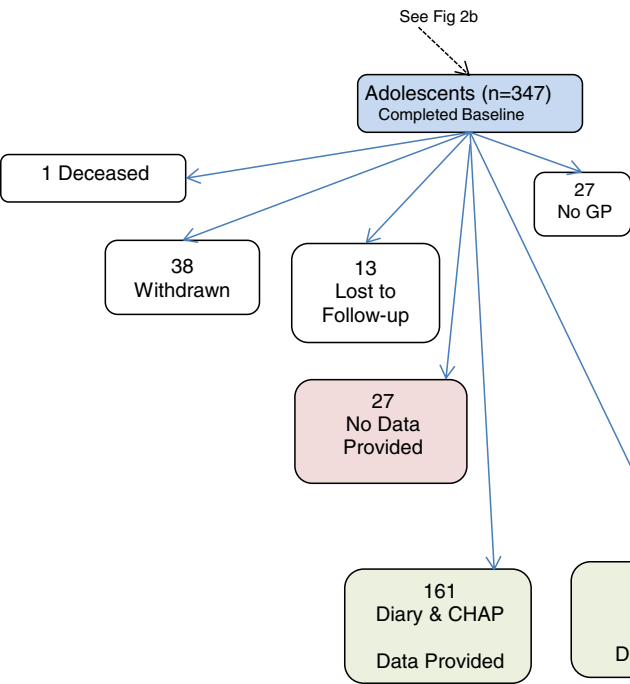 See Fig 2b
Adolescents (n=347)
Completed Baseline
1 Deceased
27
No GP
38
Withdrawn
13
Lost to
Follow-up
27
No Data
Provided
161
Diary & CHAP
Data Provided
D